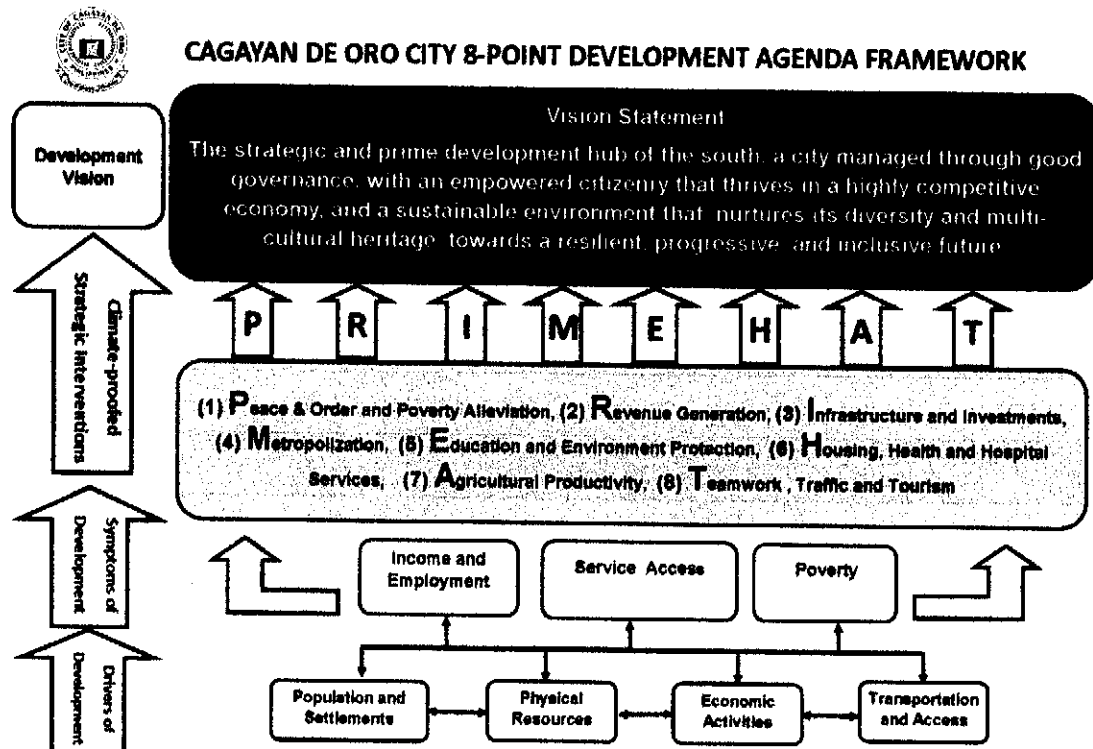 CITY OF CAGAYAN DE ORO
PHILIPPINES
CAGAYAN DE ORO CITY 8-POINT DEVELOPMENT AGENDA FRAMEWORK
Development
Vision
Vision Statement
The strategic and prime development hub of the south, a city managed through good
governance, with an empowered citizenry that thrives in a highly competitive
economy, and a sustainable environment that nurtures its diversity and multi-
cultural heritage towards a resilient, progressive and inclusive future
Climate-proofed
Strategic Interventions
P R I M E H A T
(1) Peace & Order and Poverty Alleviation, (2) Revenue Generation, (3) Infrastructure and Investments,
(4) Metropolization, (5) Education and Environment Protection, (6) Housing, Health and Hospital
Services, (7) Agricultural Productivity, (8) Teamwork , Traffic and Tourism
Symptoms of
Development
Income and
Employment
Service Access
Poverty
Drivers of
Development
Population and
Settlements
Physical
Resources
Economic
Activities
Transportation
and Access